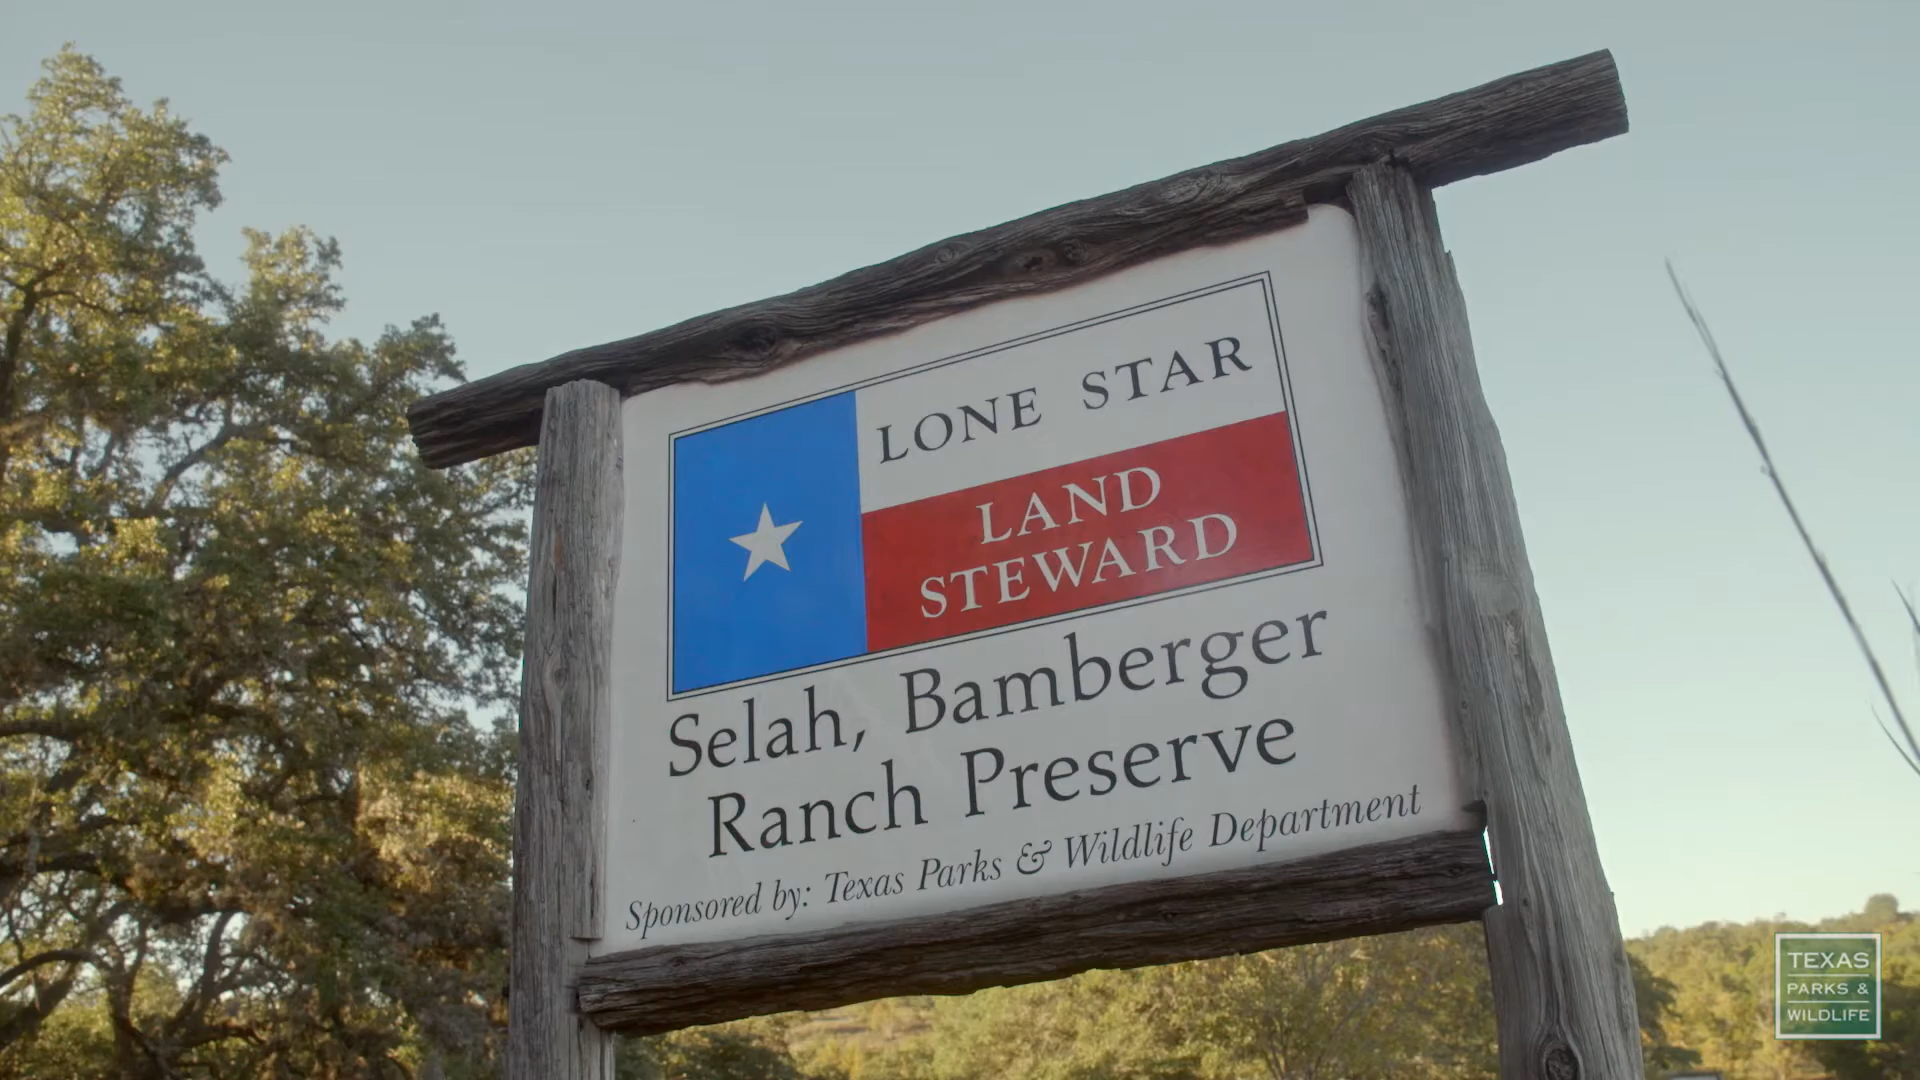 LONE STAR
LAND
STEWARD
Selah, Bamberger
Ranch Preserve
Sponsored by: Texas Parks & Wildlife Department
TEXAS
PARKS &
WILDLIFE